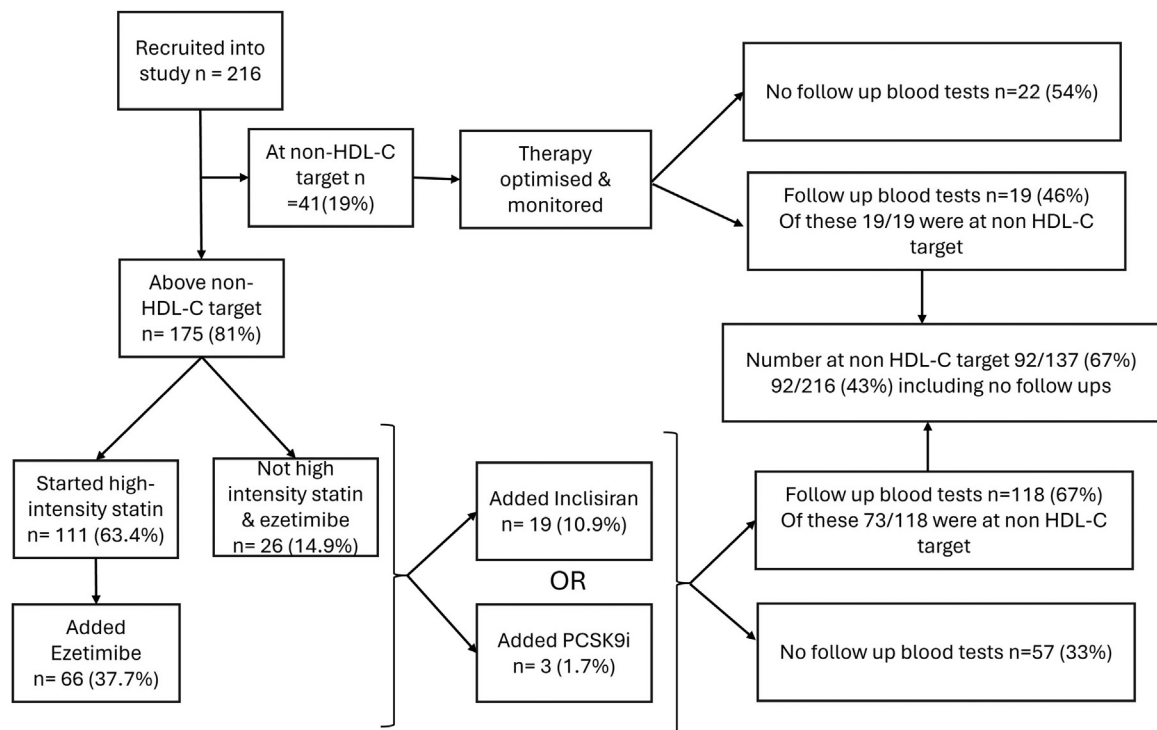 Recruited into
study n = 216
At non-HDL-C
target n
=41(19%)
Therapy
optimised &
monitored
No follow up blood tests n=22 (54%)
Follow up blood tests n=19 (46%)
Of these 19/19 were at non HDL-C
target
Above non-
HDL-C target
n= 175 (81%)
Number at non HDL-C target 92/137 (67%)
92/216 (43%) including no follow ups
Started high-
intensity statin
n= 111 (63.4%)
Not high
intensity statin
& ezetimibe
n= 26 (14.9%)
Added Ezetimibe
n= 66 (37.7%)
Added Inclisiran
n= 19 (10.9%)
OR
Added PCSK9i
n= 3 (1.7%)
Follow up blood tests n=118 (67%)
Of these 73/118 were at non HDL-C
target
No follow up blood tests n=57 (33%)